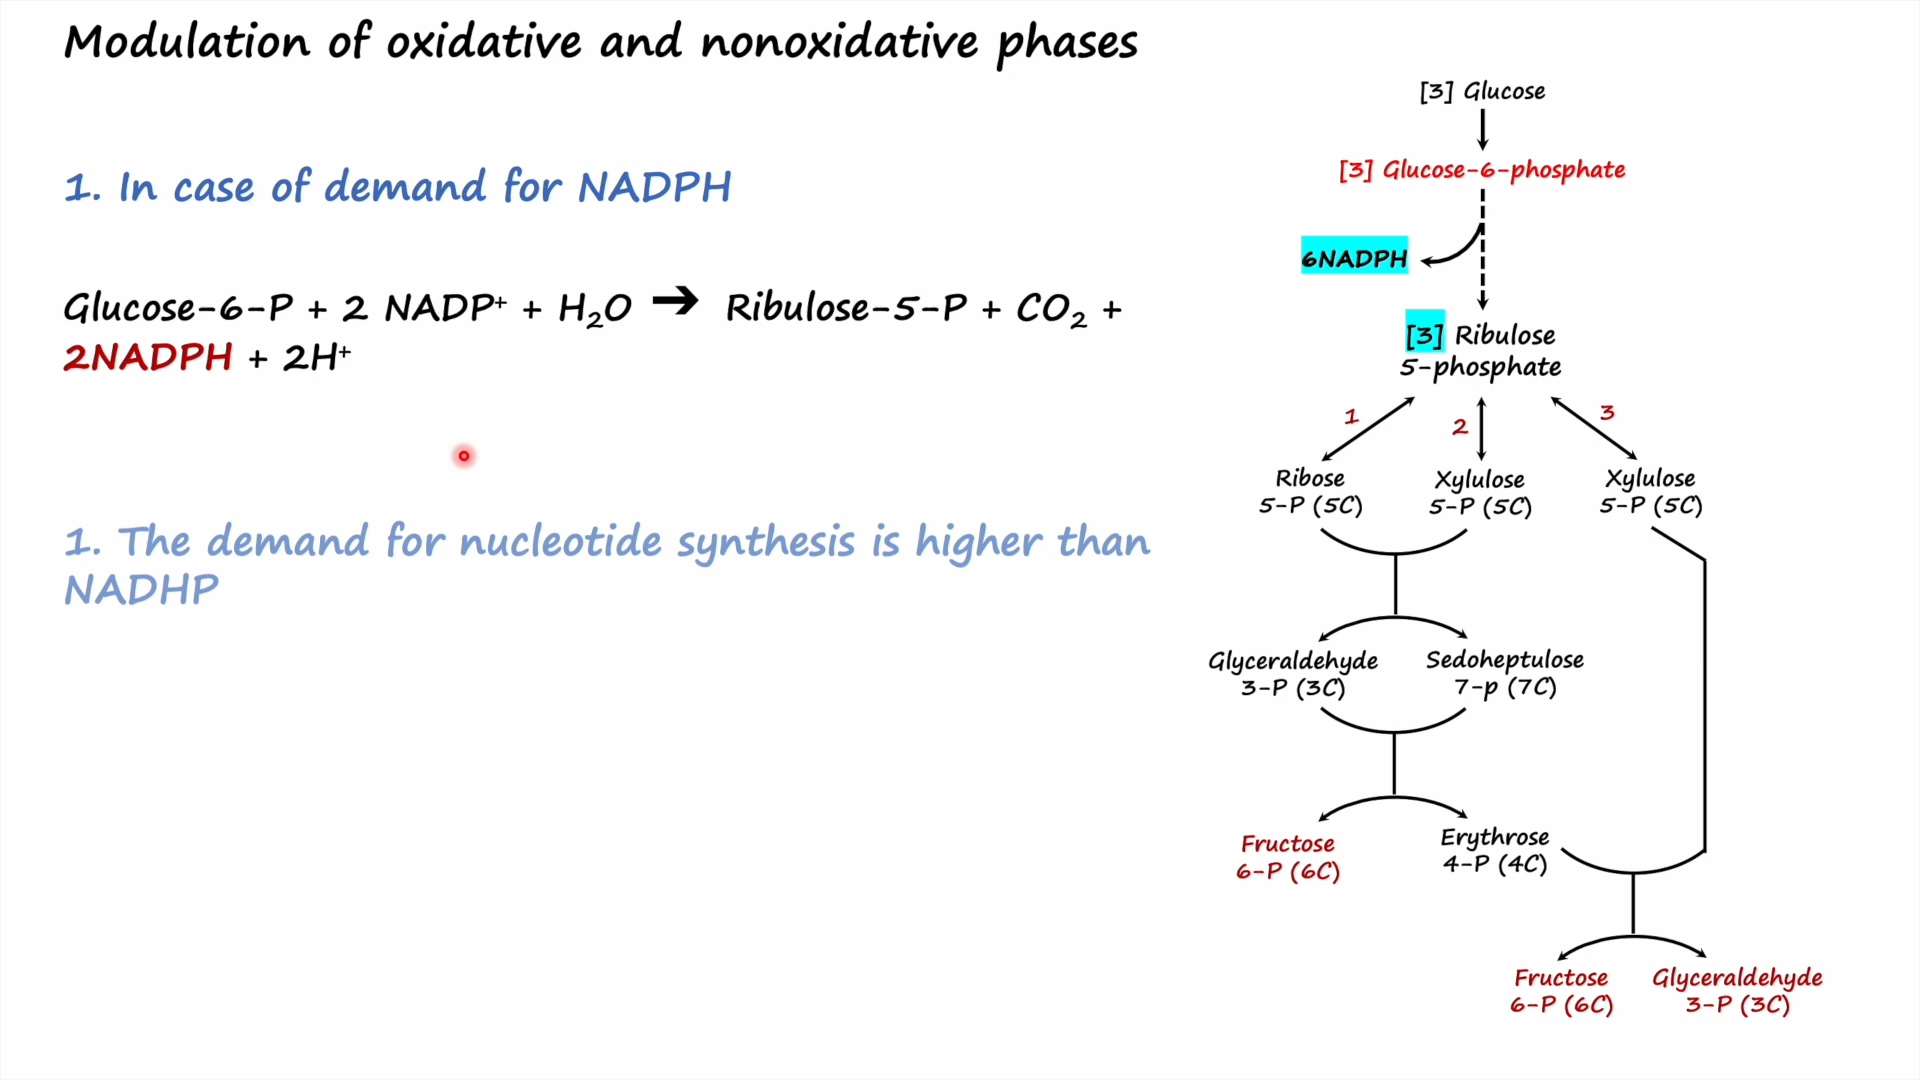 Modulation of oxidative and nonoxidative phases
1. In case of demand for NADPH
Glucose-6-P + 2 NADP⁺ + H₂O ➔ Ribulose-5-P + CO₂ +
2NADPH + 2H⁺
1. The demand for nucleotide synthesis is higher than
NADHP
[3] Glucose
[3] Glucose-6-phosphate
6NADPH
[3] Ribulose
5-phosphate
1
2
3
Ribose
5-P (5C)
Xylulose
5-P (5C)
Xylulose
5-P (5C)
Glyceraldehyde
3-P (3C)
Sedoheptulose
7-p (7C)
Fructose
6-P (6C)
Erythrose
4-P (4C)
Fructose
6-P (6C)
Glyceraldehyde
3-P (3C)